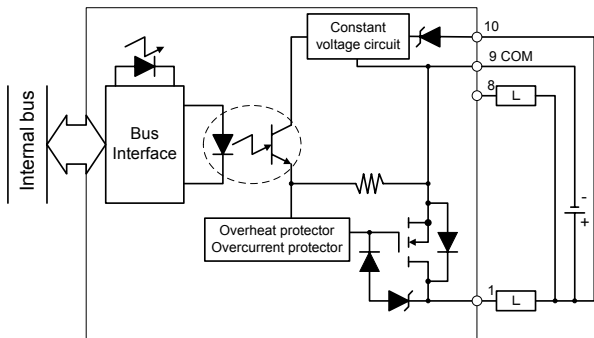 Constant
voltage circuit
10
9 COM
8
L
Internal bus
Bus
Interface
-
+
Overheat protector
Overcurrent protector
1
L